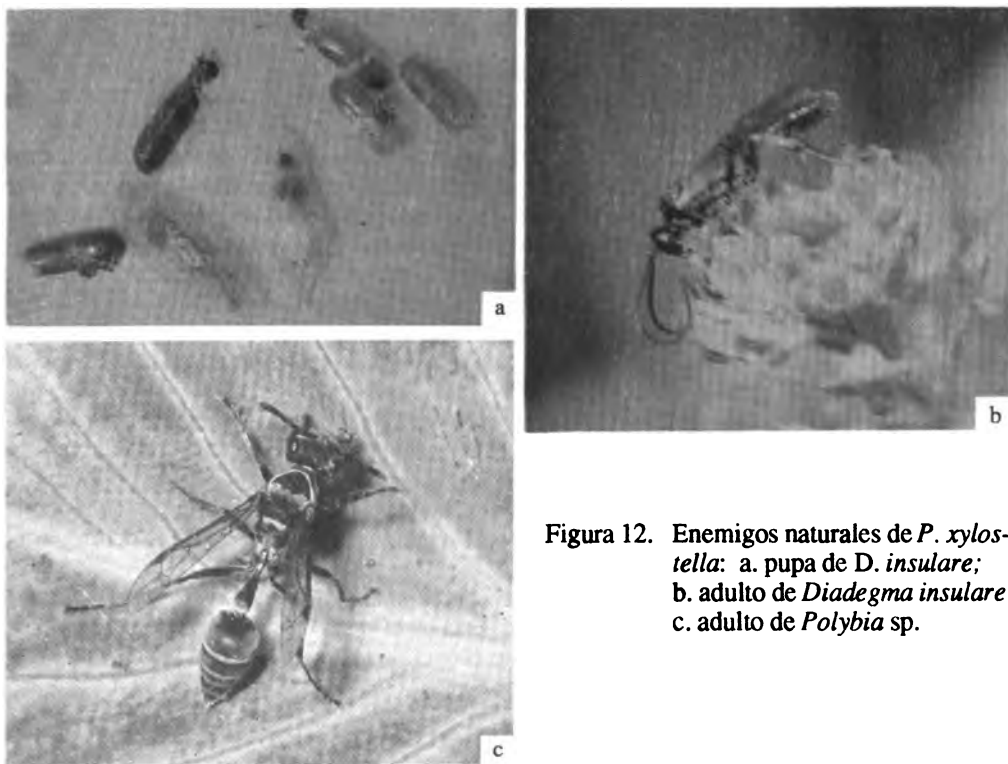 a
b
c
Figura 12. Enemigos naturales de P. xylos-
tella: a. pupa de D. insulare;
b. adulto de Diadegma insulare
c. adulto de Polybia sp.